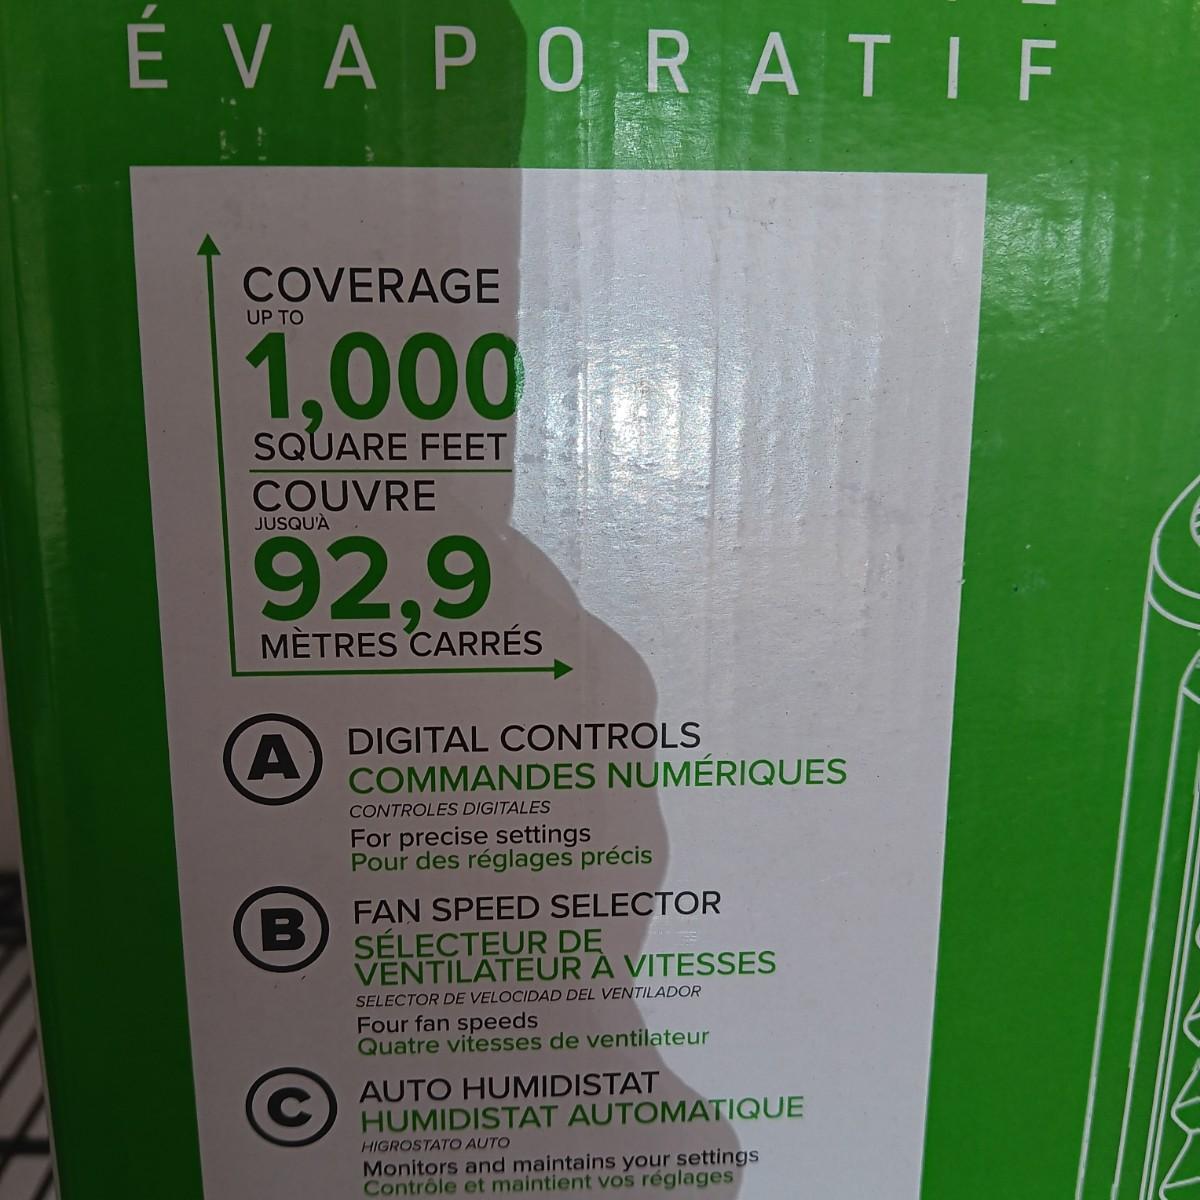 ÉVAPORATIF
COVERAGE
UP TO
1,000
SQUARE FEET
COUVRE
JUSQU'À
92,9
MÈTRES CARRÉS
A
DIGITAL CONTROLS
COMMANDES NUMÉRIQUES
CONTROLES DIGITALES
For precise settings
Pour des réglages précis
B
FAN SPEED SELECTOR
SÉLECTEUR DE
VENTILATEUR À VITESSES
SELECTOR DE VELOCIDAD DEL VENTILADOR
Four fan speeds
Quatre vitesses de ventilateur
C
AUTO HUMIDISTAT
HUMIDISTAT AUTOMATIQUE
HIGROSTATO AUTO
Monitors and maintains your settings
Contrôle et maintient vos réglages